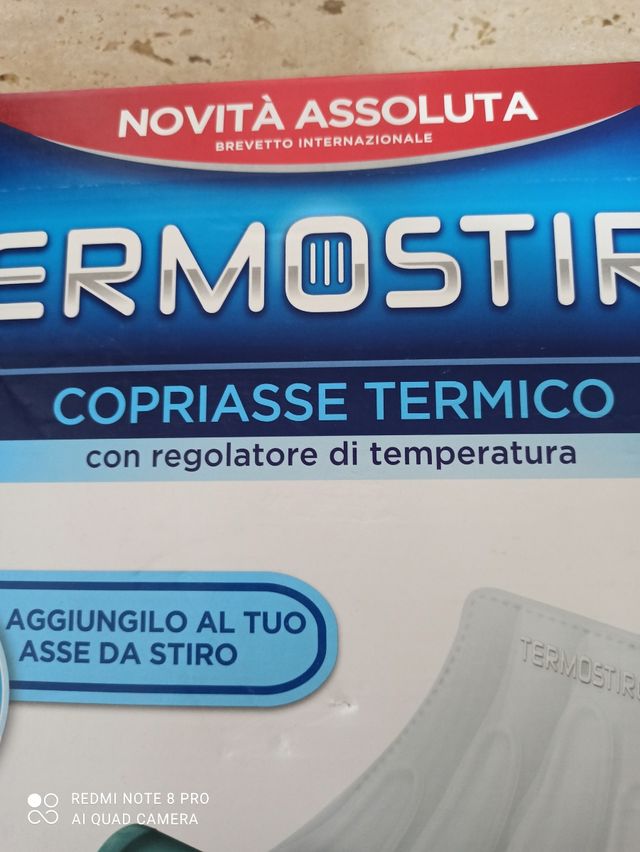 NOVITÀ ASSOLUTA
BREVETTO INTERNAZIONALE
ERMOSTIR
COPRIASSE TERMICO
con regolatore di temperatura
AGGIUNGILO AL TUO
ASSE DA STIRO
TERMOSTIRO
REDMI NOTE 8 PRO
AI QUAD CAMERA